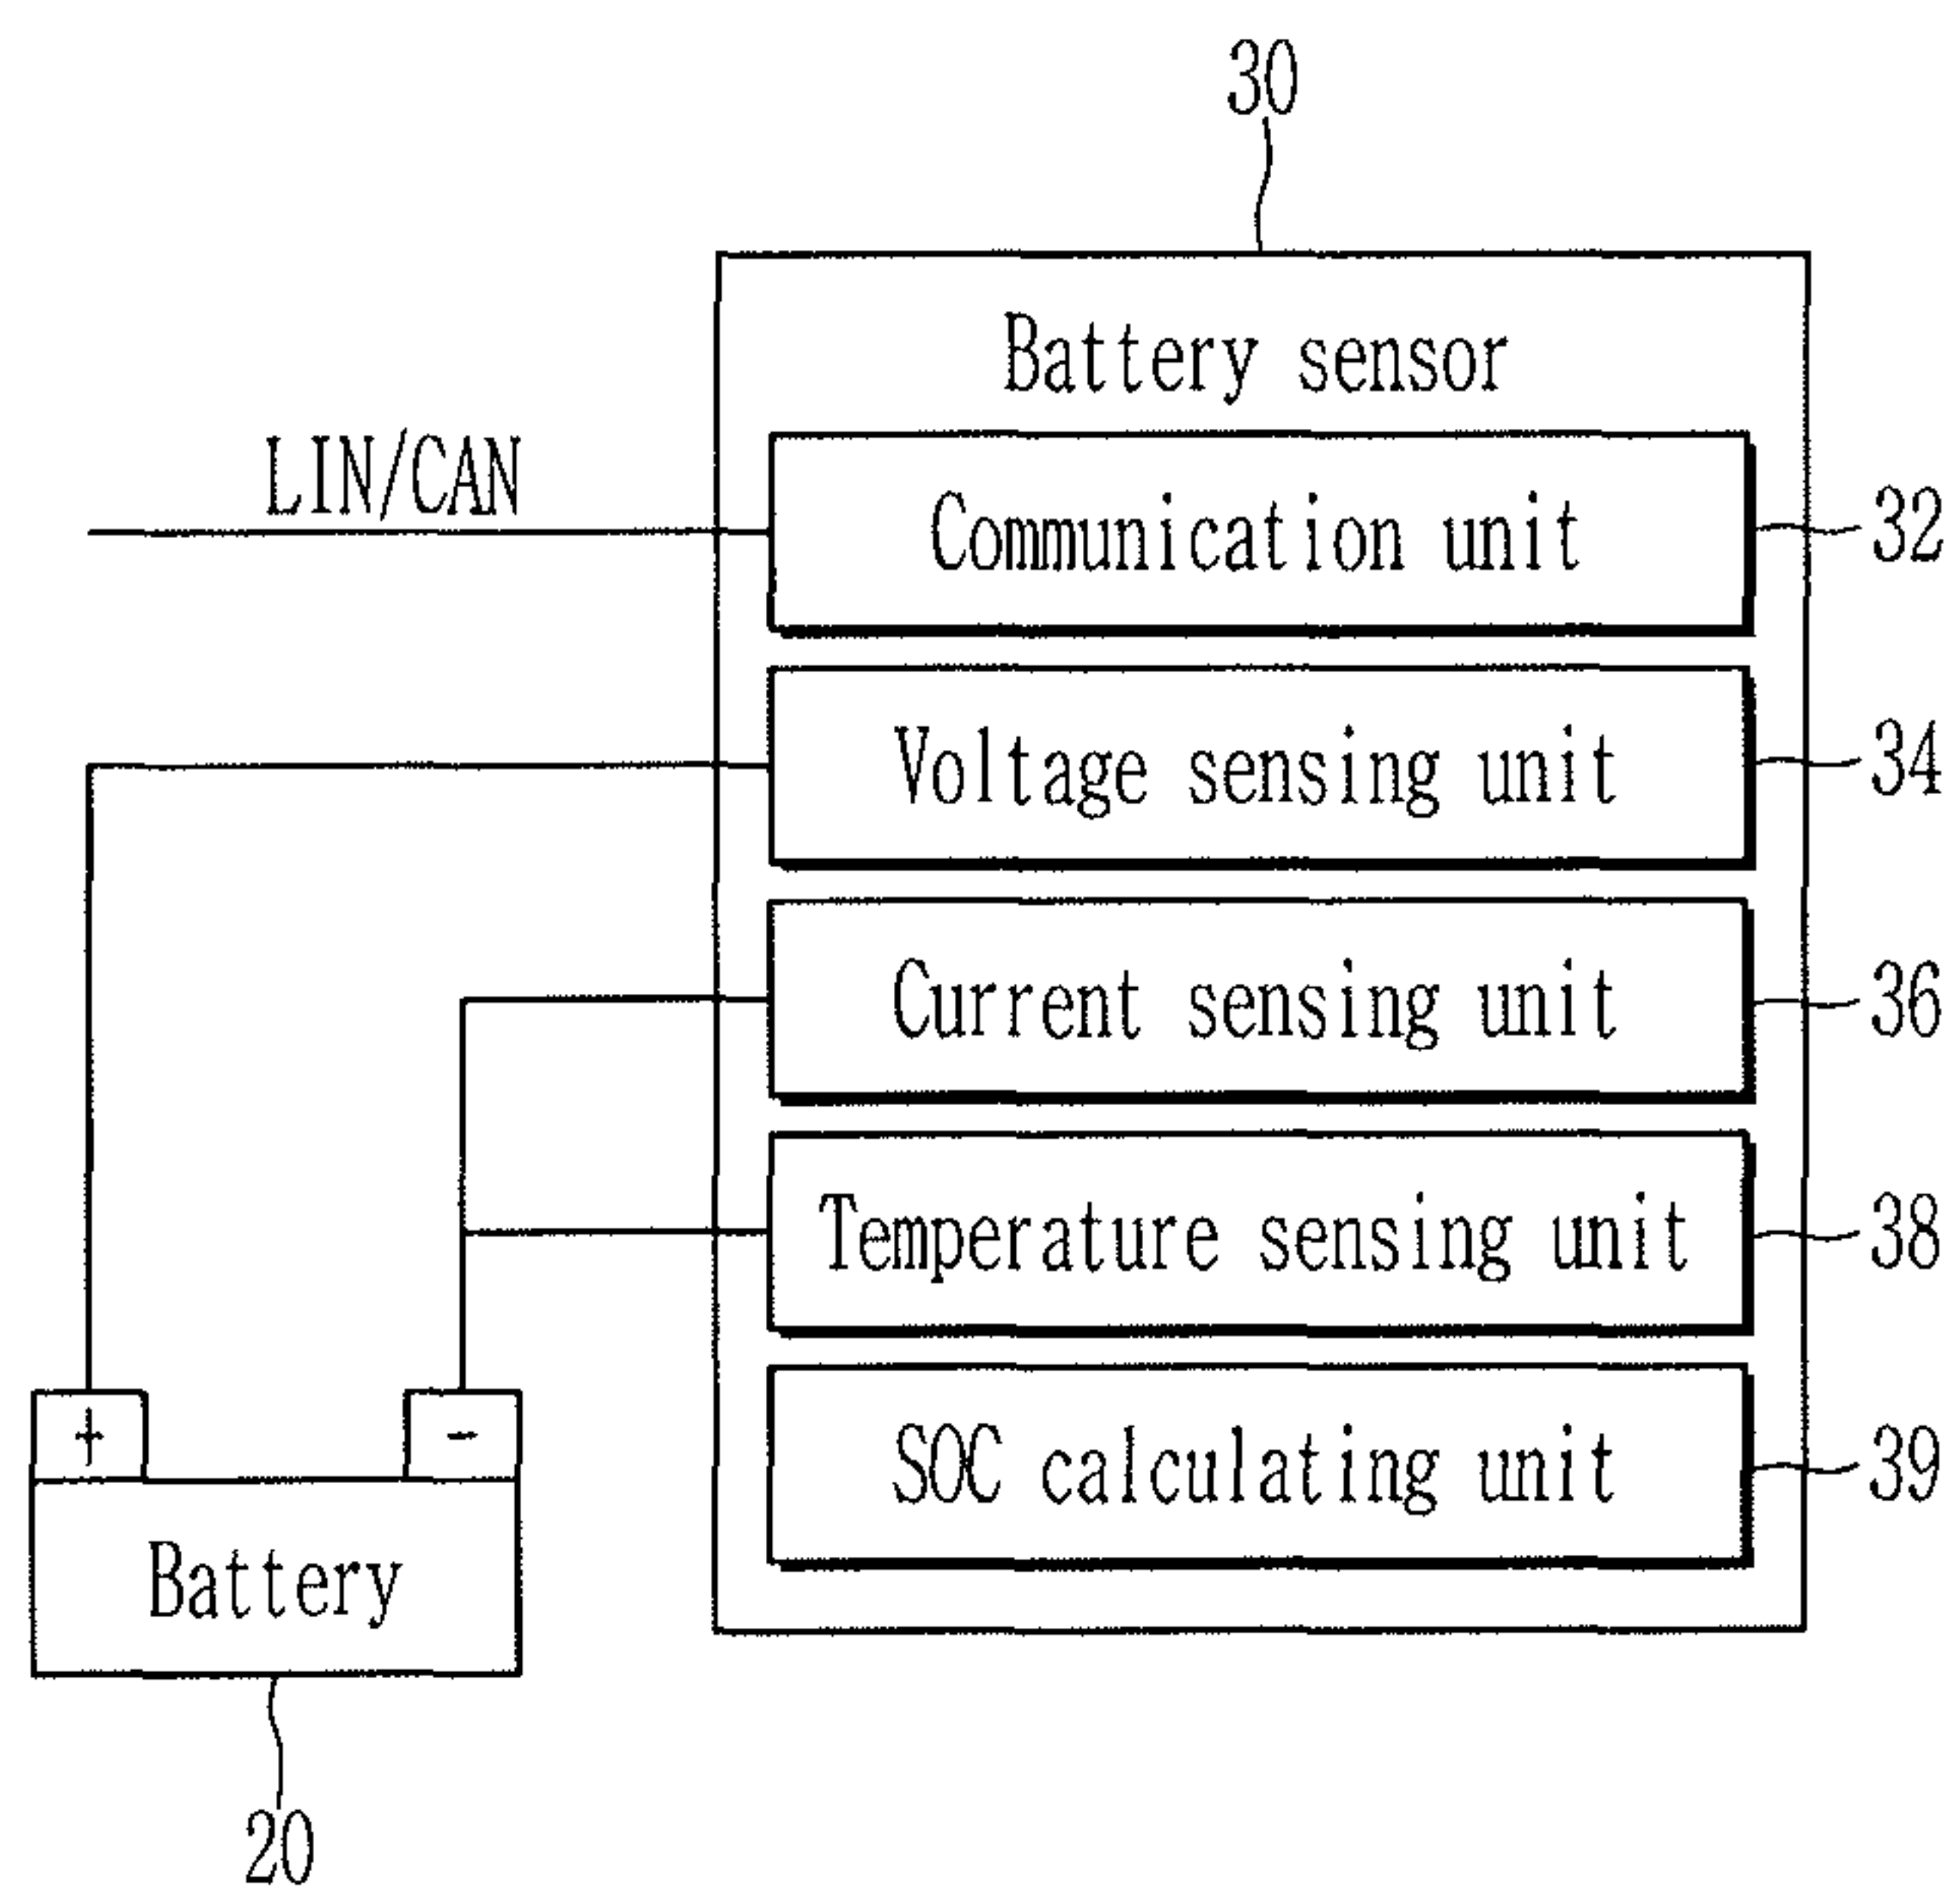 30
Battery sensor
LIN/CAN
Communication unit
32
Voltage sensing unit
34
Current sensing unit
36
Temperature sensing unit
38
SOC calculating unit
39
+
-
Battery
20